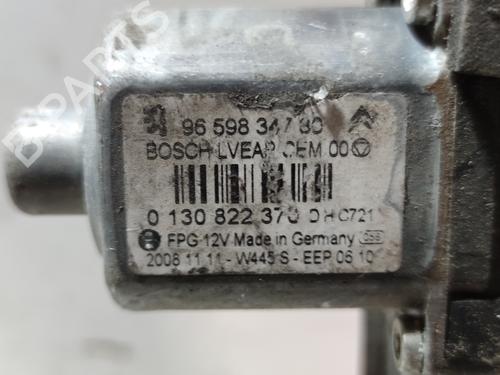 96 598 347 80
BOSCH LVEAP CEM 00
0 130 822 370 DHC721
FPG 12V Made in Germany
2008 11 11 - W445 S - EEP 06 10
B-PARTS